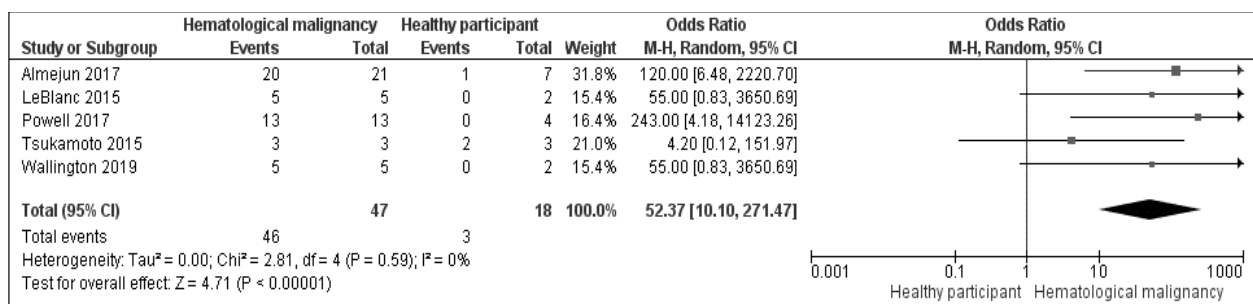 Hematological malignancy Healthy participant Odds Ratio Odds Ratio
Study or Subgroup Events Total Events Total Weight M-H, Random, 95% CI M-H, Random, 95% CI
Almejun 2017 20 21 1 7 31.8% 120.00 [6.48, 2220.70]
LeBlanc 2015 5 5 0 2 15.4% 55.00 [0.83, 3650.69]
Powell 2017 13 13 0 4 16.4% 243.00 [4.18, 14123.26]
Tsukamoto 2015 3 3 2 3 21.0% 4.20 [0.12, 151.97]
Wallington 2019 5 5 0 2 15.4% 55.00 [0.83, 3650.69]
Total (95% CI) 47 18 100.0% 52.37 [10.10, 271.47]
Total events 46 3
Heterogeneity: Tau² = 0.00; Chi² = 2.81, df = 4 (P = 0.59); I² = 0%
Test for overall effect: Z = 4.71 (P < 0.00001)
0.001 0.1 1 10 1000
Healthy participant Hematological malignancy